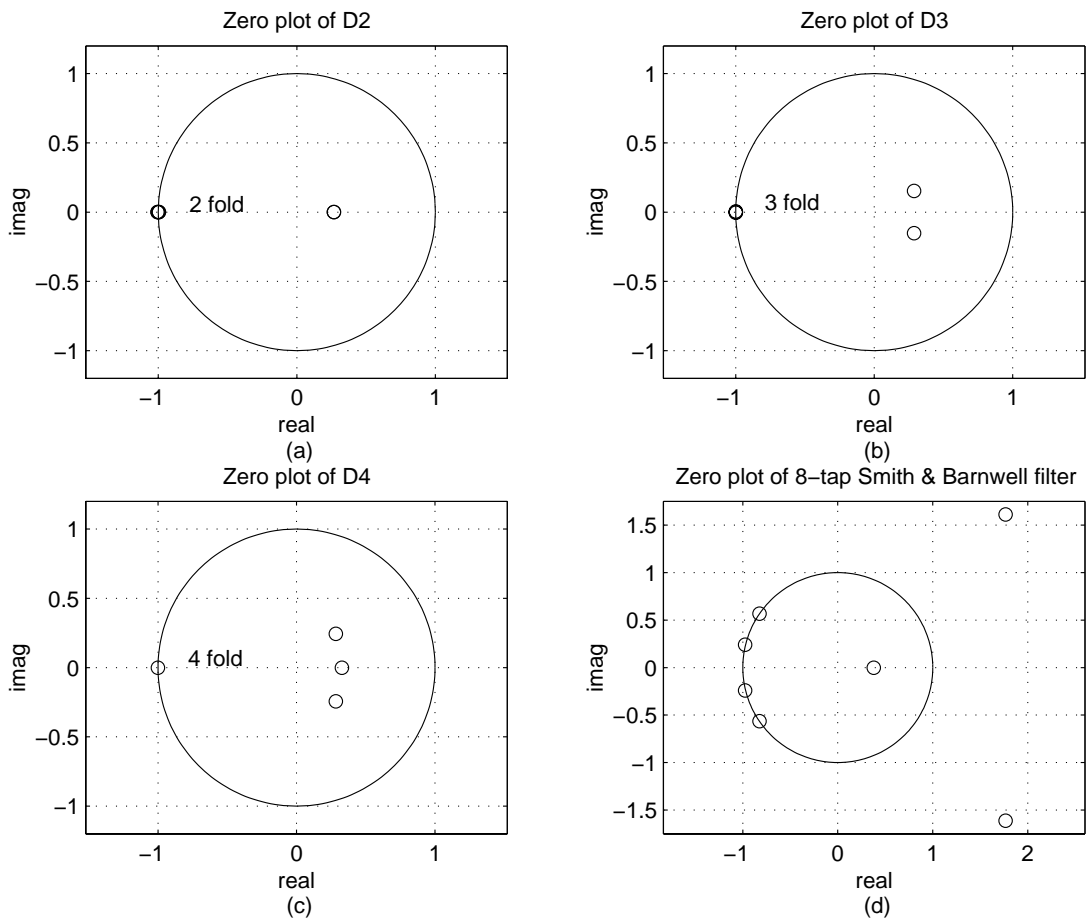 Zero plot of D2
1
0.5
0
−0.5
−1
imag
2 fold
−1
0
1
real
(a)
Zero plot of D3
1
0.5
0
−0.5
−1
imag
3 fold
−1
0
1
real
(b)
Zero plot of D4
1
0.5
0
−0.5
−1
imag
4 fold
−1
0
1
real
(c)
Zero plot of 8−tap Smith & Barnwell filter
1.5
1
0.5
0
−0.5
−1
−1.5
imag
−1
0
1
2
real
(d)